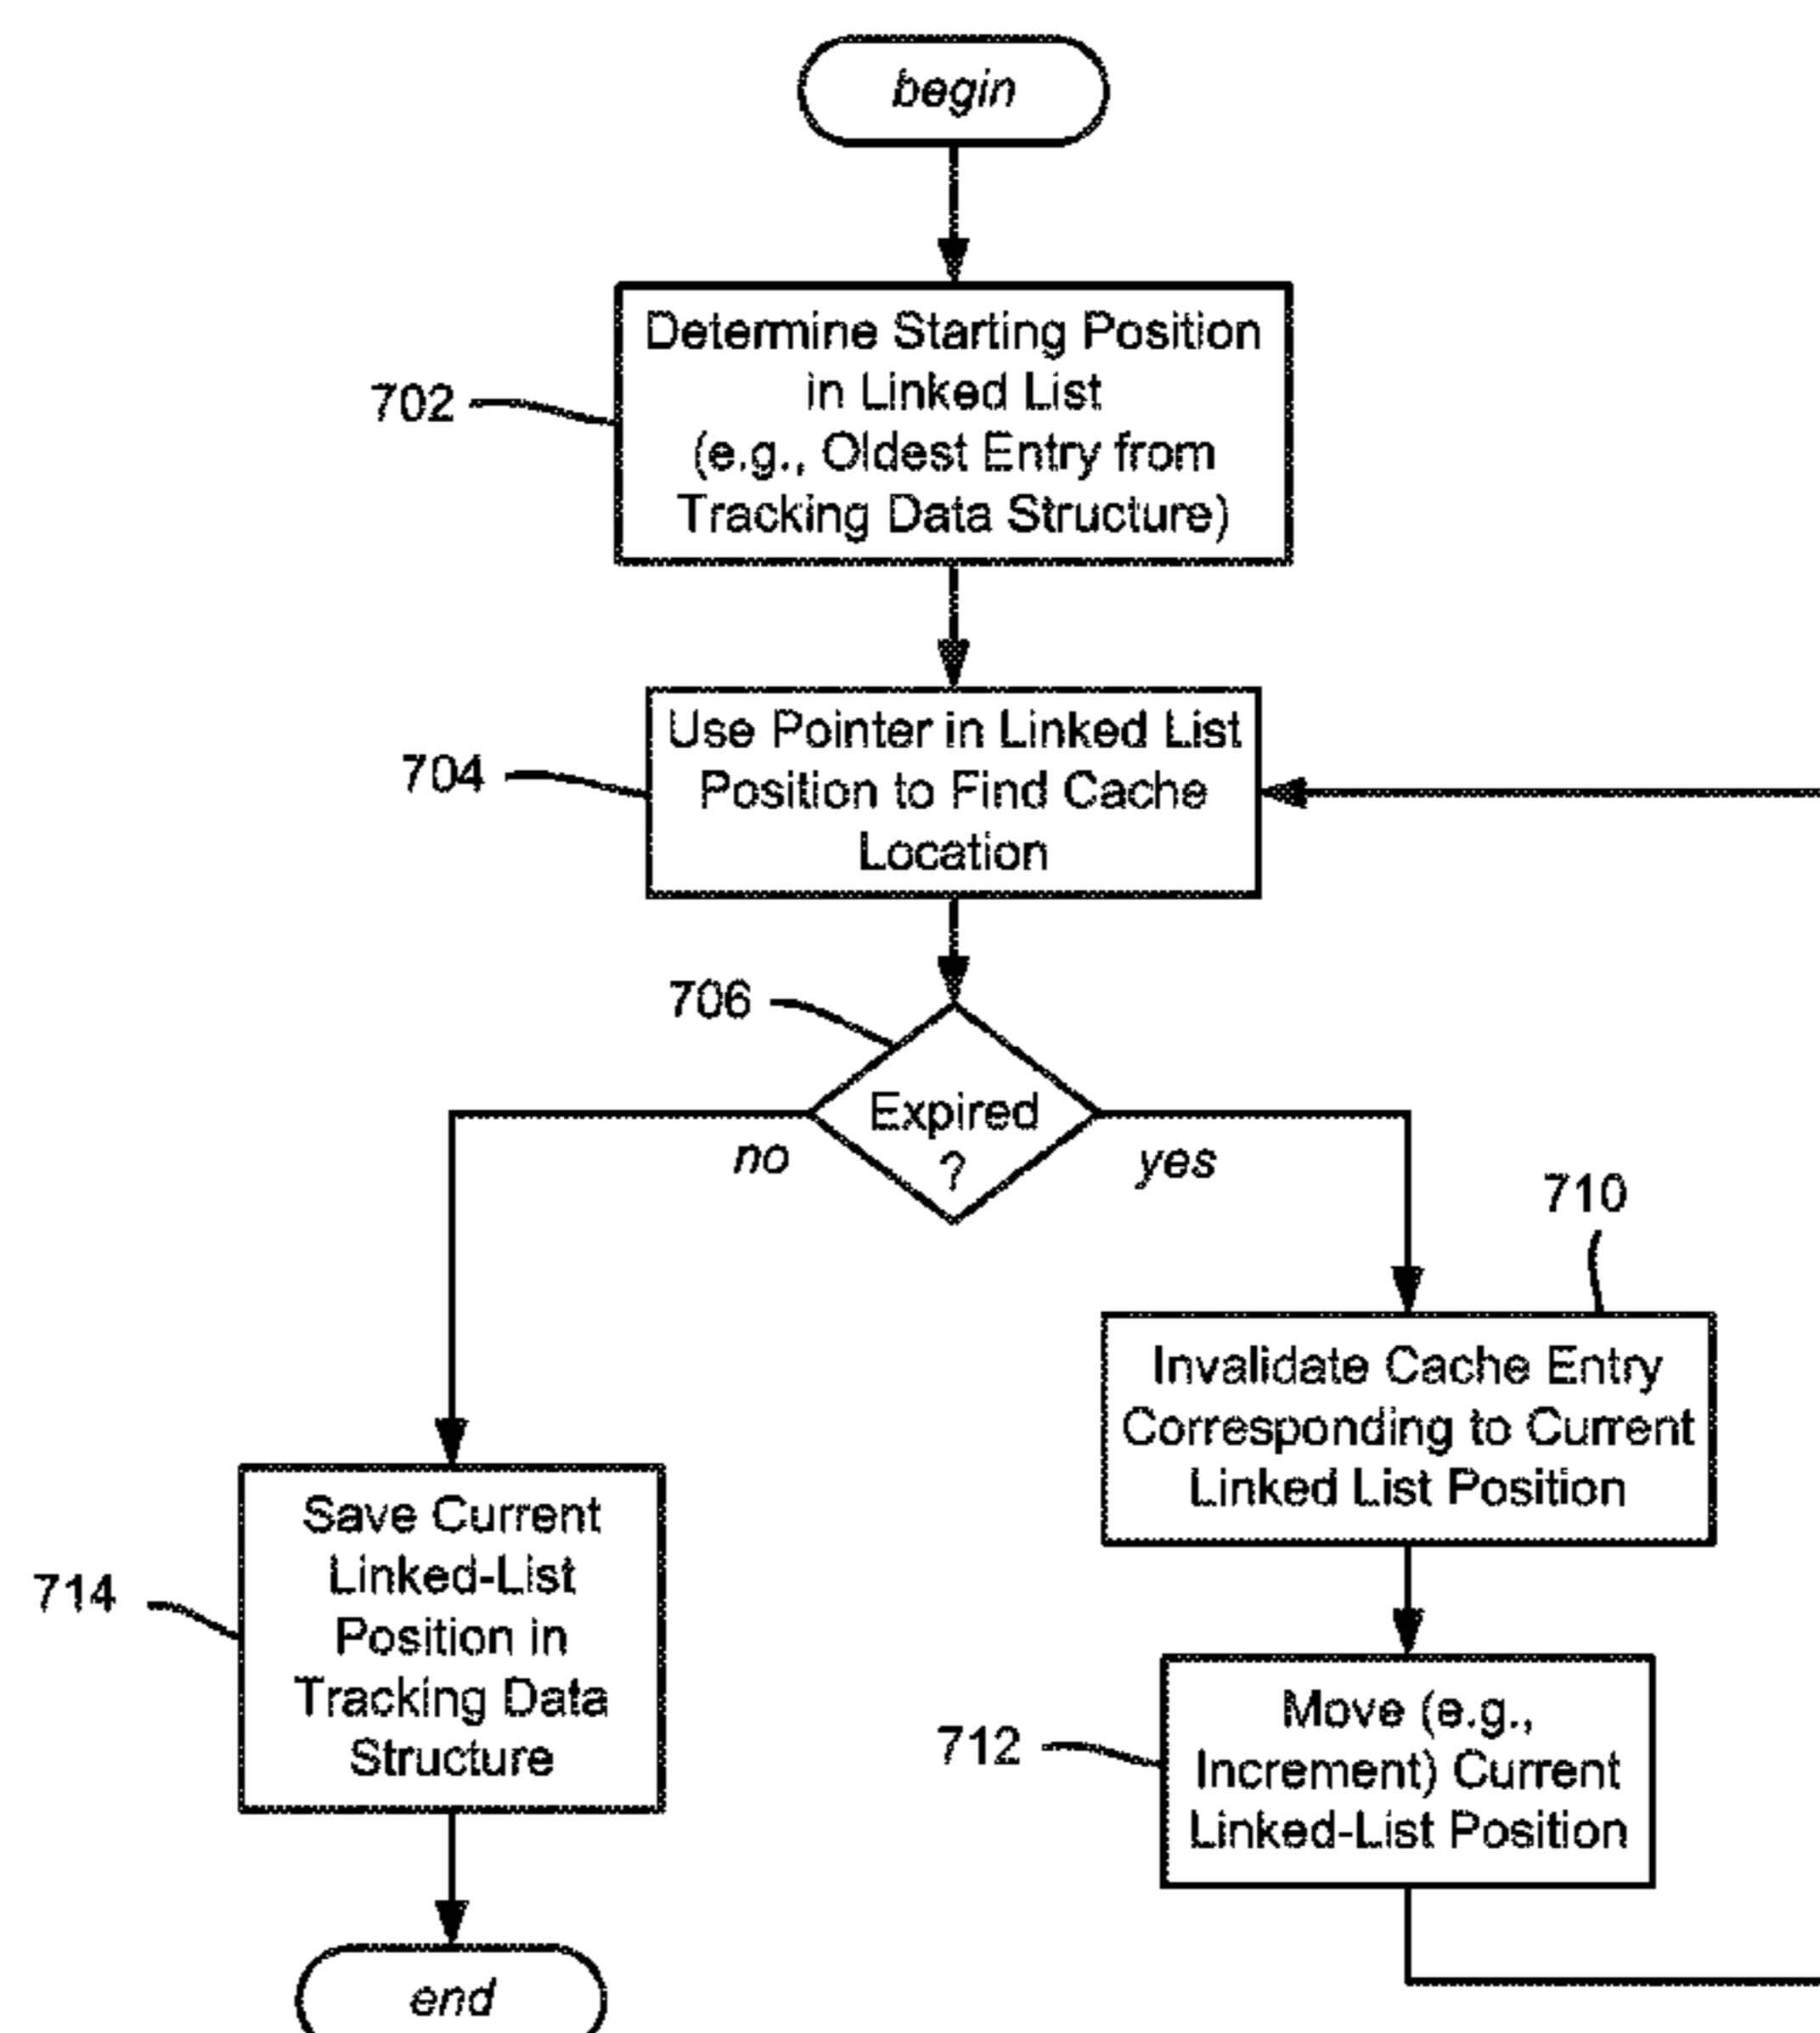 begin
702
Determine Starting Position
in Linked List
(e.g., Oldest Entry from
Tracking Data Structure)
704
Use Pointer in Linked List
Position to Find Cache
Location
706
Expired
?
no
yes
710
Invalidate Cache Entry
Corresponding to Current
Linked List Position
714
Save Current
Linked-List
Position in
Tracking Data
Structure
712
Move (e.g.,
Increment) Current
Linked-List Position
end